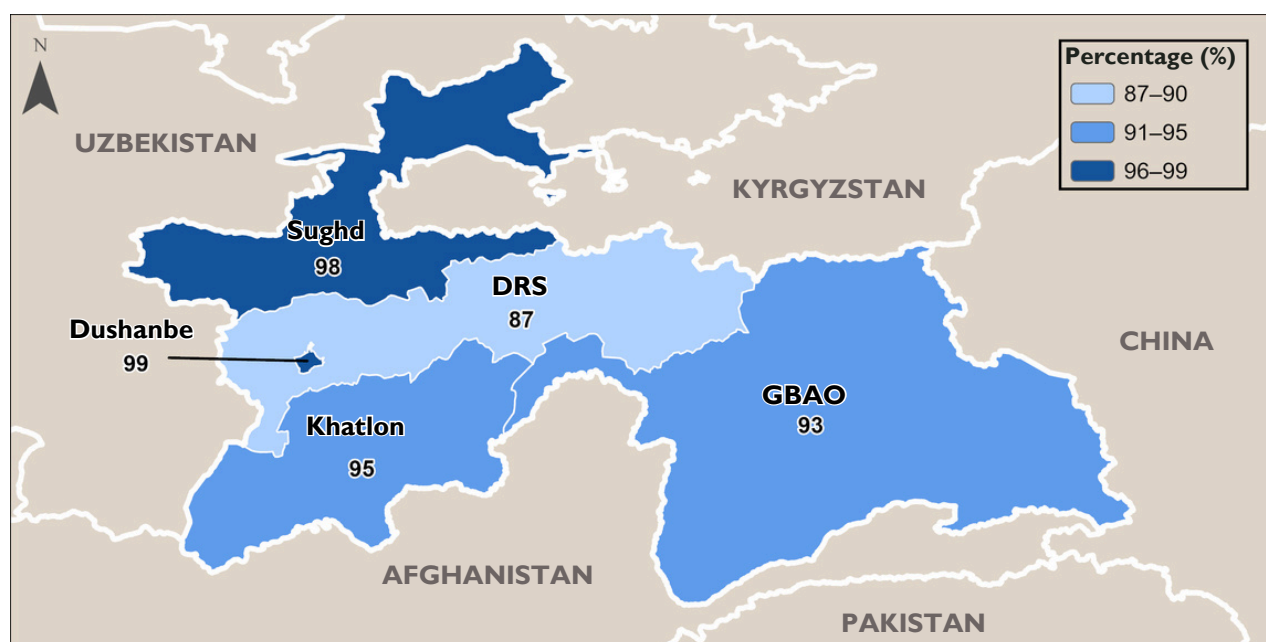 N
Percentage (%)
87–90
91–95
96–99
UZBEKISTAN
KYRGYZSTAN
Sughd
98
DRS
87
Dushanbe
99
CHINA
GBAO
93
Khatlon
95
AFGHANISTAN
PAKISTAN